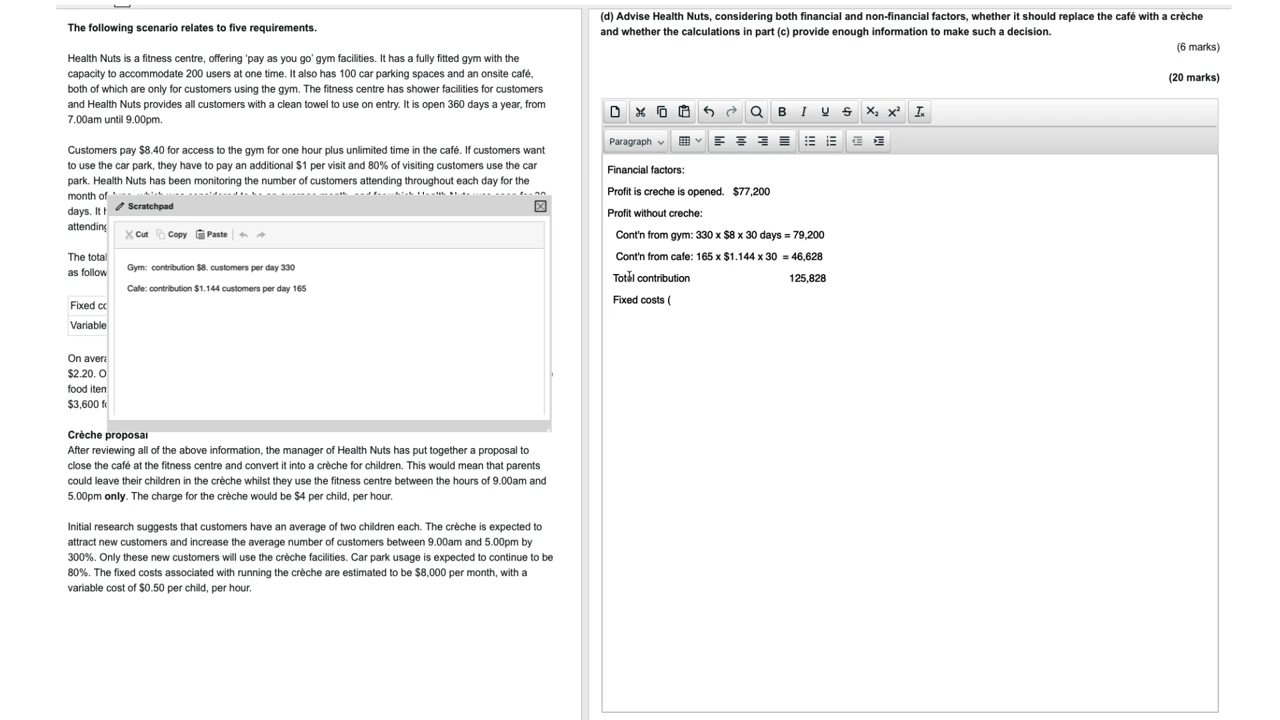 The following scenario relates to five requirements.
Health Nuts is a fitness centre, offering ‘pay as you go’ gym facilities. It has a fully fitted gym with the
capacity to accommodate 200 users at one time. It also has 100 car parking spaces and an onsite café,
both of which are only for customers using the gym. The fitness centre has shower facilities for customers
and Health Nuts provides all customers with a clean towel to use on entry. It is open 360 days a year, from
7.00am until 9.00pm.
Customers pay $8.40 for access to the gym for one hour plus unlimited time in the café. If customers want
to use the car park, they have to pay an additional $1 per visit and 80% of visiting customers use the car
park. Health Nuts has been monitoring the number of customers attending throughout each day for the
month of
days. It h
attending
The total
as follow
Fixed co
Variable
On avera
$2.20. O
food item
$3,600 fo
Scratchpad
Cut Copy Paste
Gym: contribution $8. customers per day 330
Cafe: contribution $1.144 customers per day 165
Crèche proposal
After reviewing all of the above information, the manager of Health Nuts has put together a proposal to
close the café at the fitness centre and convert it into a crèche for children. This would mean that parents
could leave their children in the crèche whilst they use the fitness centre between the hours of 9.00am and
5.00pm only. The charge for the crèche would be $4 per child, per hour.
Initial research suggests that customers have an average of two children each. The crèche is expected to
attract new customers and increase the average number of customers between 9.00am and 5.00pm by
300%. Only these new customers will use the crèche facilities. Car park usage is expected to continue to be
80%. The fixed costs associated with running the crèche are estimated to be $8,000 per month, with a
variable cost of $0.50 per child, per hour.
(d) Advise Health Nuts, considering both financial and non-financial factors, whether it should replace the café with a crèche
and whether the calculations in part (c) provide enough information to make such a decision.
(6 marks)
(20 marks)
B I U S X₂ X² Iₓ
Paragraph
Financial factors:
Profit is creche is opened. $77,200
Profit without creche:
Cont'n from gym: 330 x $8 x 30 days = 79,200
Cont'n from cafe: 165 x $1.144 x 30 = 46,628
Total contribution 125,828
Fixed costs (